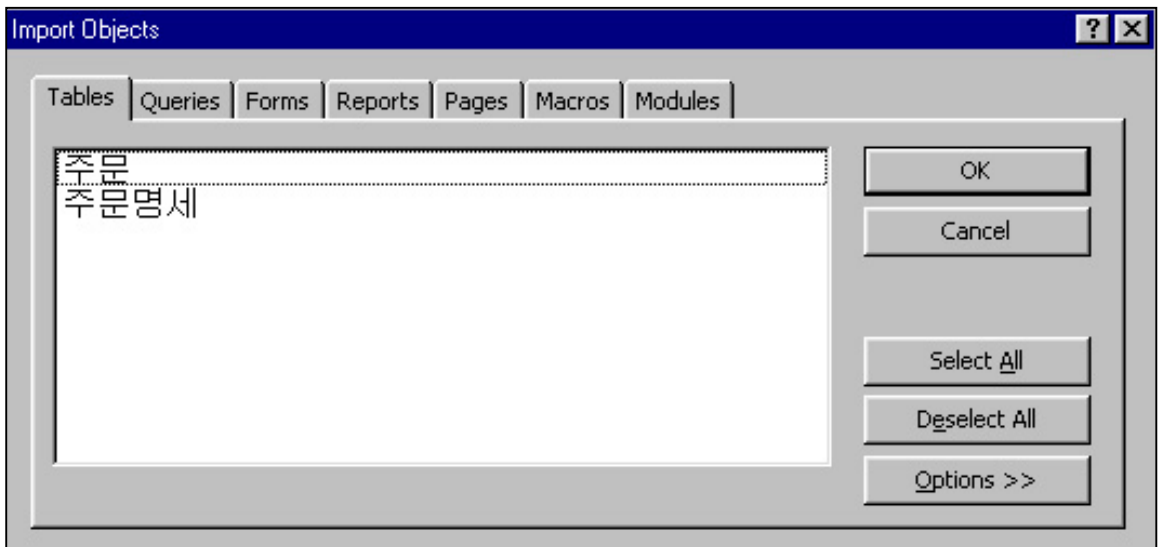 Import Objects
Tables Queries Forms Reports Pages Macros Modules
주문
주문명세
OK
Cancel
Select All
Deselect All
Options >>